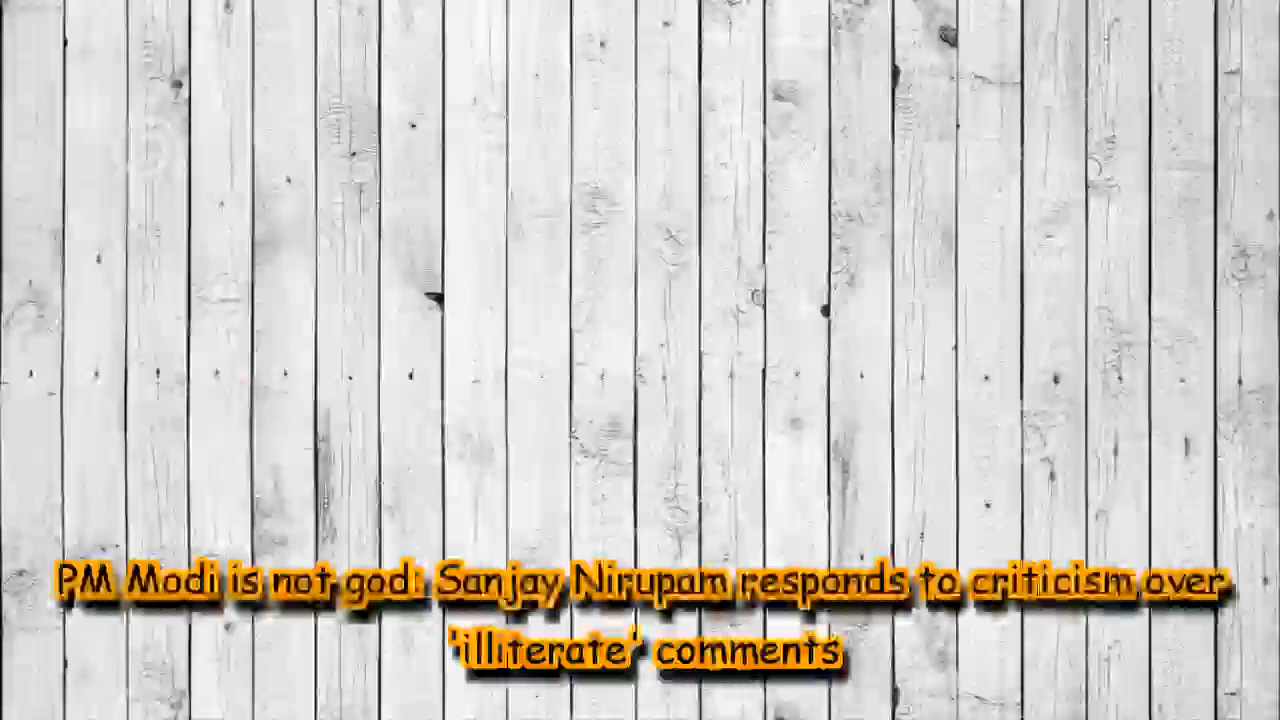 PM Modi is not god: Sanjay Nirupam responds to criticism over
'illiterate' comments